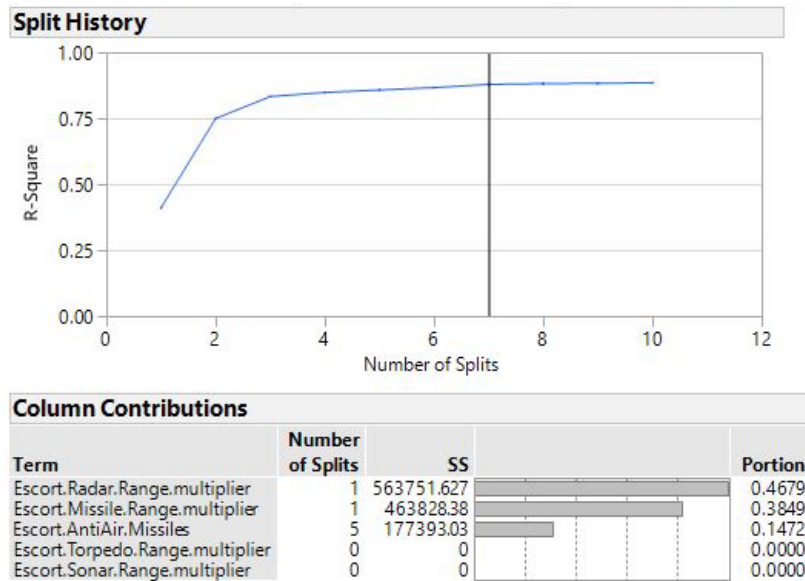 Split History
1.00
0.75
0.50
0.25
0.00
R-Square
0 2 4 6 8 10 12
Number of Splits
Column Contributions
Term Number of Splits SS Portion
Escort.Radar.Range.multiplier 1 563751.627 0.4679
Escort.Missile.Range.multiplier 1 463828.38 0.3849
Escort.AntiAir.Missiles 5 177393.03 0.1472
Escort.Torpedo.Range.multiplier 0 0 0.0000
Escort.Sonar.Range.multiplier 0 0 0.0000